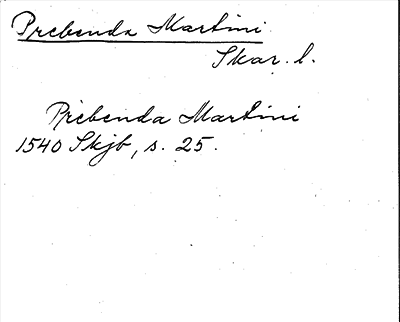 Prebenda Martini
Skar. l.
Prebenda Martini
1540 Skjb, s. 25.